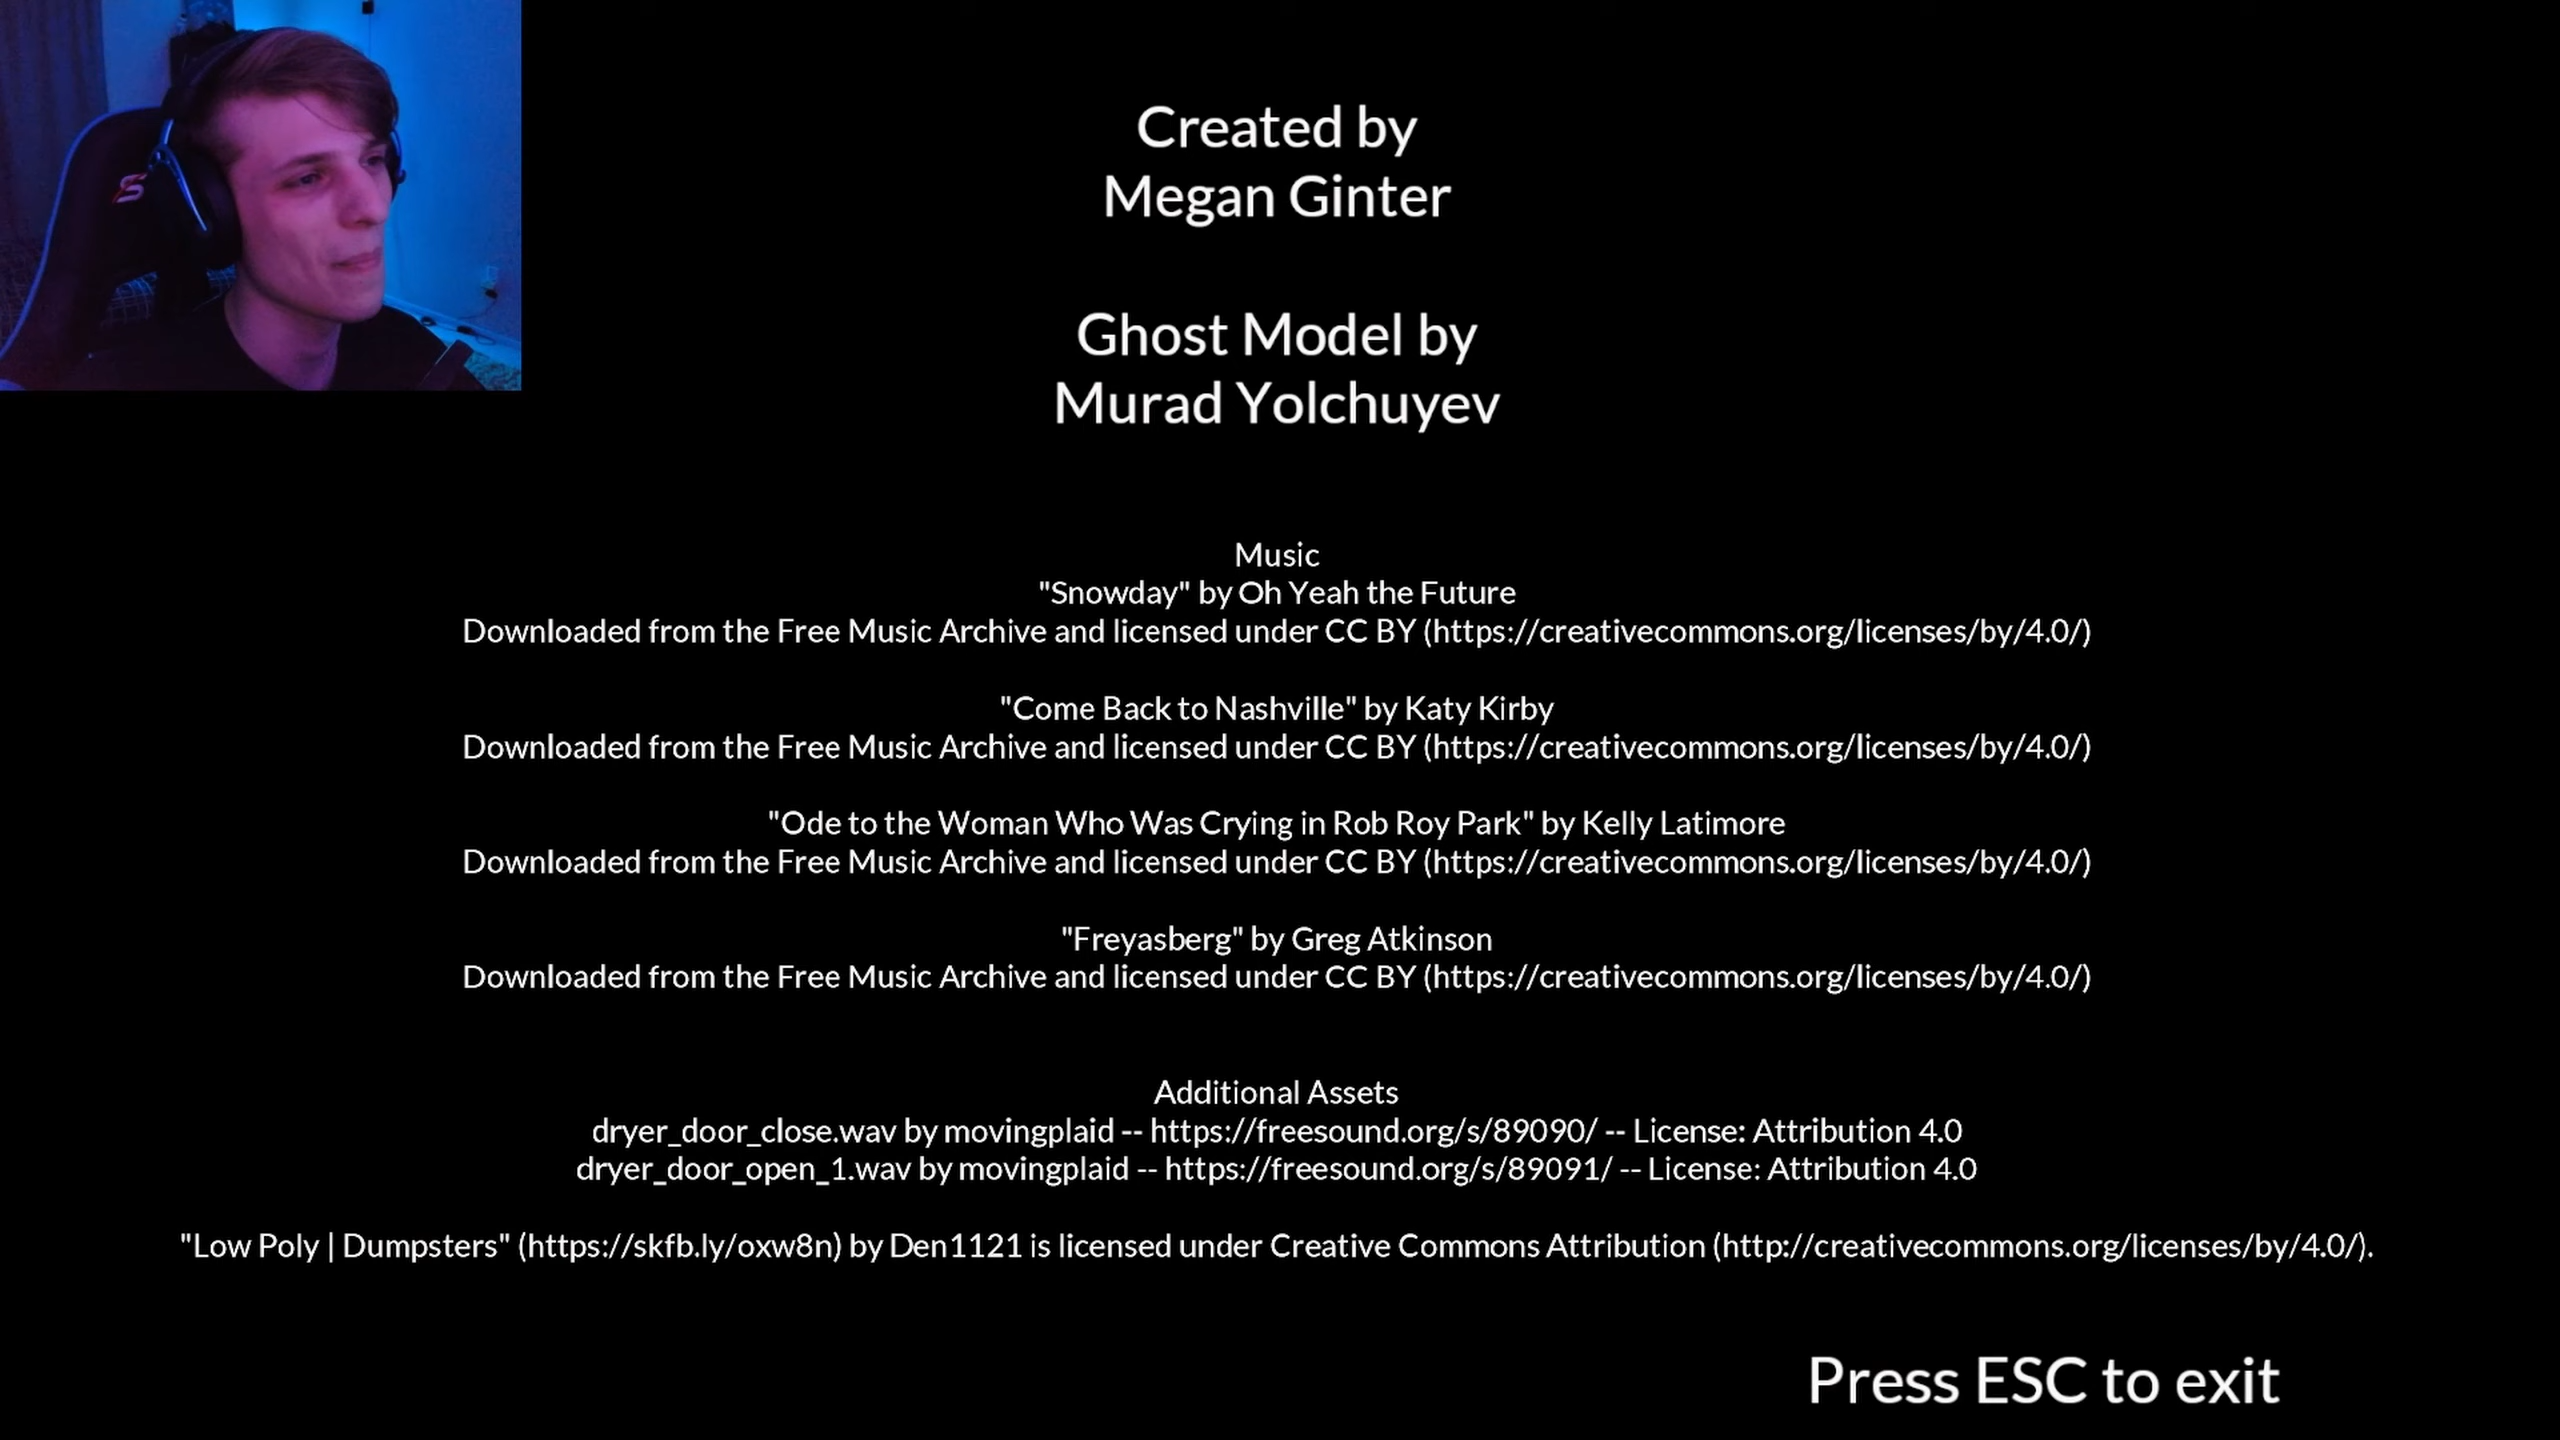 Created by
Megan Ginter
Ghost Model by
Murad Yolchuyev
Music
"Snowday" by Oh Yeah the Future
Downloaded from the Free Music Archive and licensed under CC BY (https://creativecommons.org/licenses/by/4.0/)
"Come Back to Nashville" by Katy Kirby
Downloaded from the Free Music Archive and licensed under CC BY (https://creativecommons.org/licenses/by/4.0/)
"Ode to the Woman Who Was Crying in Rob Roy Park" by Kelly Latimore
Downloaded from the Free Music Archive and licensed under CC BY (https://creativecommons.org/licenses/by/4.0/)
"Freyasberg" by Greg Atkinson
Downloaded from the Free Music Archive and licensed under CC BY (https://creativecommons.org/licenses/by/4.0/)
Additional Assets
dryer_door_close.wav by movingplaid -- https://freesound.org/s/89090/ -- License: Attribution 4.0
dryer_door_open_1.wav by movingplaid -- https://freesound.org/s/89091/ -- License: Attribution 4.0
"Low Poly | Dumpsters" (https://skfb.ly/oxw8n) by Den1121 is licensed under Creative Commons Attribution (http://creativecommons.org/licenses/by/4.0/).
Press ESC to exit